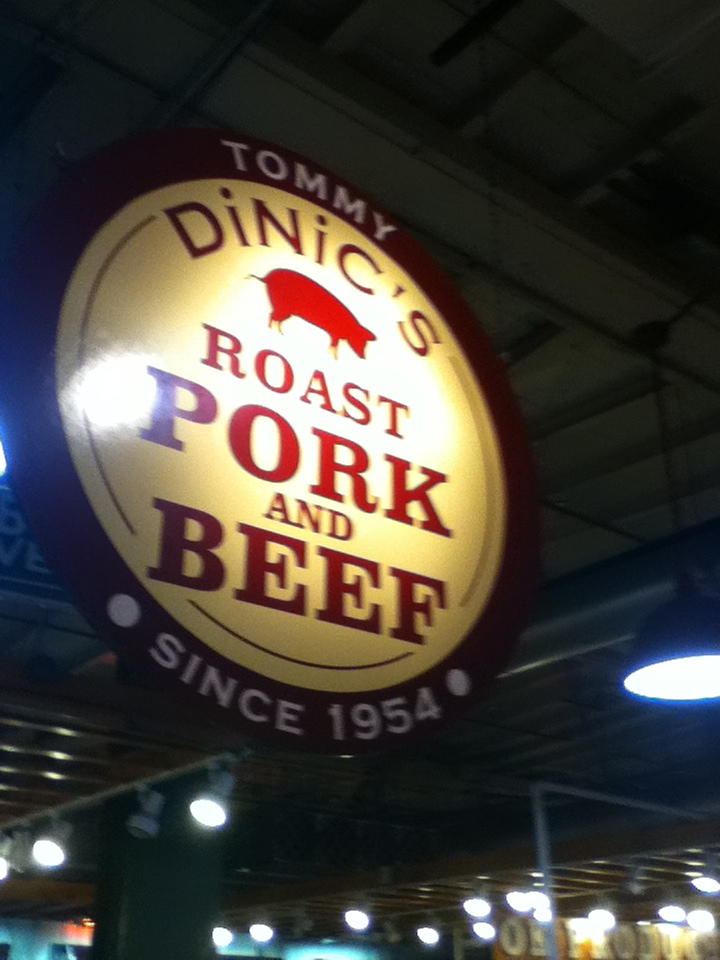 TOMMY
DiNiC'S
ROAST
PORK
AND
BEEF
SINCE 1954